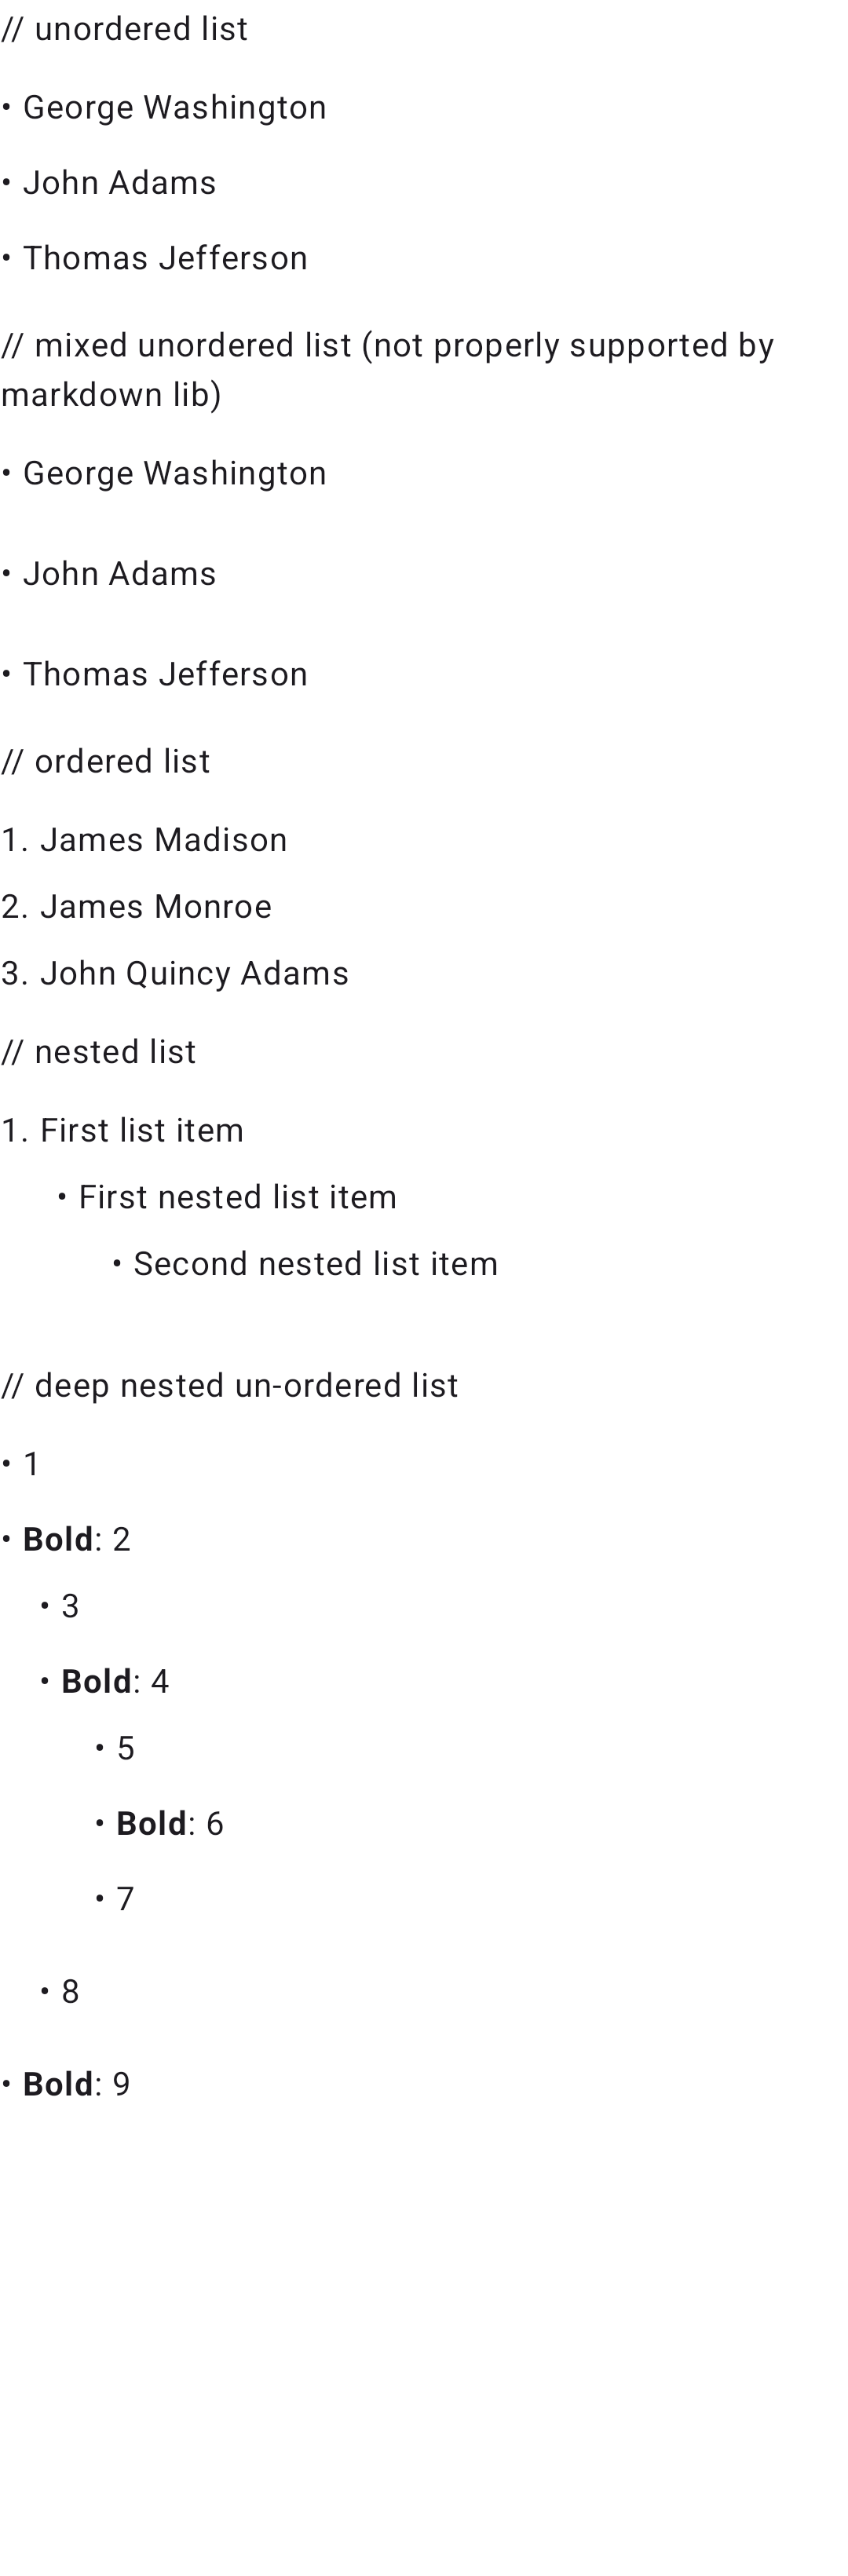 // unordered list
• George Washington
• John Adams
• Thomas Jefferson
// mixed unordered list (not properly supported by
markdown lib)
• George Washington
• John Adams
• Thomas Jefferson
// ordered list
1. James Madison
2. James Monroe
3. John Quincy Adams
// nested list
1. First list item
• First nested list item
• Second nested list item
// deep nested un-ordered list
• 1
• Bold: 2
• 3
• Bold: 4
• 5
• Bold: 6
• 7
• 8
• Bold: 9